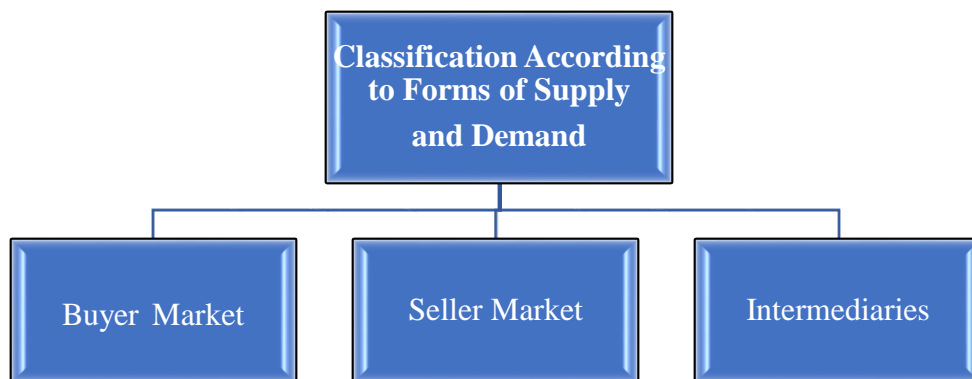 Classification According
to Forms of Supply
and Demand
Buyer Market
Seller Market
Intermediaries